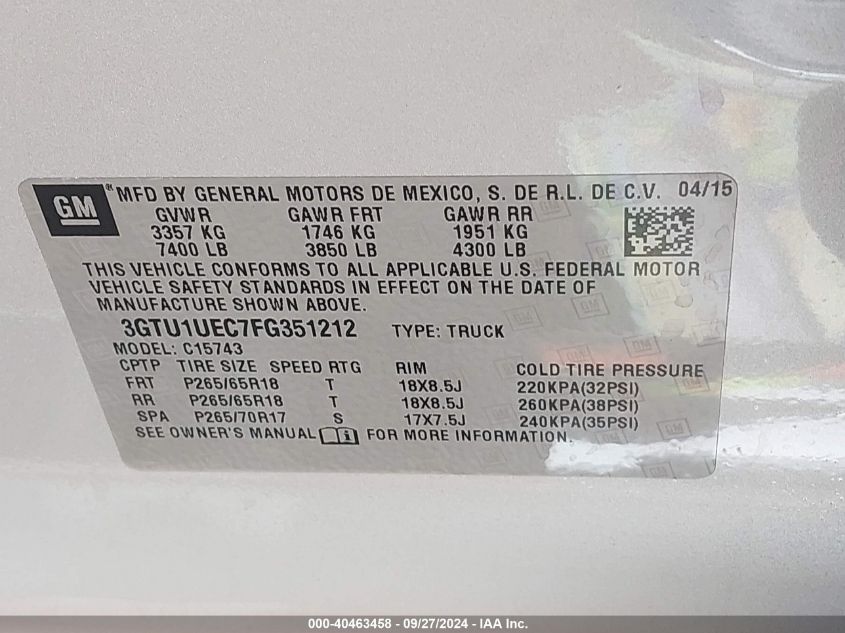 GM® MFD BY GENERAL MOTORS DE MEXICO, S. DE R.L. DE C.V. 04/15
GVWR GAWR FRT GAWR RR
3357 KG 1746 KG 1951 KG
7400 LB 3850 LB 4300 LB
THIS VEHICLE CONFORMS TO ALL APPLICABLE U.S. FEDERAL MOTOR
VEHICLE SAFETY STANDARDS IN EFFECT ON THE DATE OF
MANUFACTURE SHOWN ABOVE.
3GTU1UEC7FG351212 TYPE: TRUCK
MODEL: C15743
CPTP TIRE SIZE SPEED RTG RIM COLD TIRE PRESSURE
FRT P265/65R18 T 18X8.5J 220KPA(32PSI)
RR P265/65R18 T 18X8.5J 260KPA(38PSI)
SPA P265/70R17 S 17X7.5J 240KPA(35PSI)
SEE OWNER'S MANUAL FOR MORE INFORMATION.
000-40463458 - 09/27/2024 - IAA Inc.